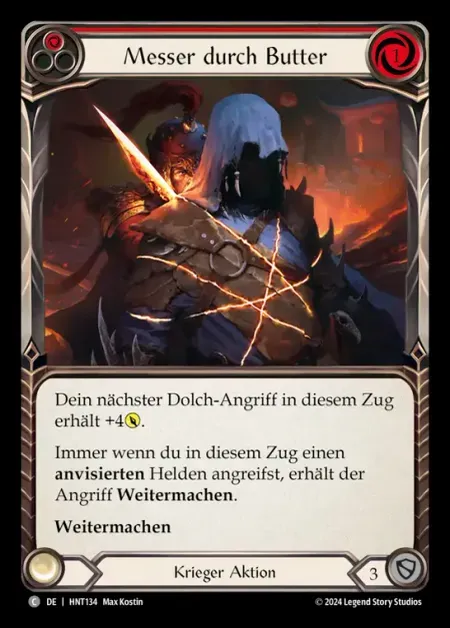 Messer durch Butter
1
Dein nächster Dolch-Angriff in diesem Zug
erhält +4.
Immer wenn du in diesem Zug einen
anvisierten Helden angreifst, erhält der
Angriff Weitermachen.
Weitermachen
Krieger Aktion
3
C DE | HNT134 Max Kostin
© 2024 Legend Story Studios